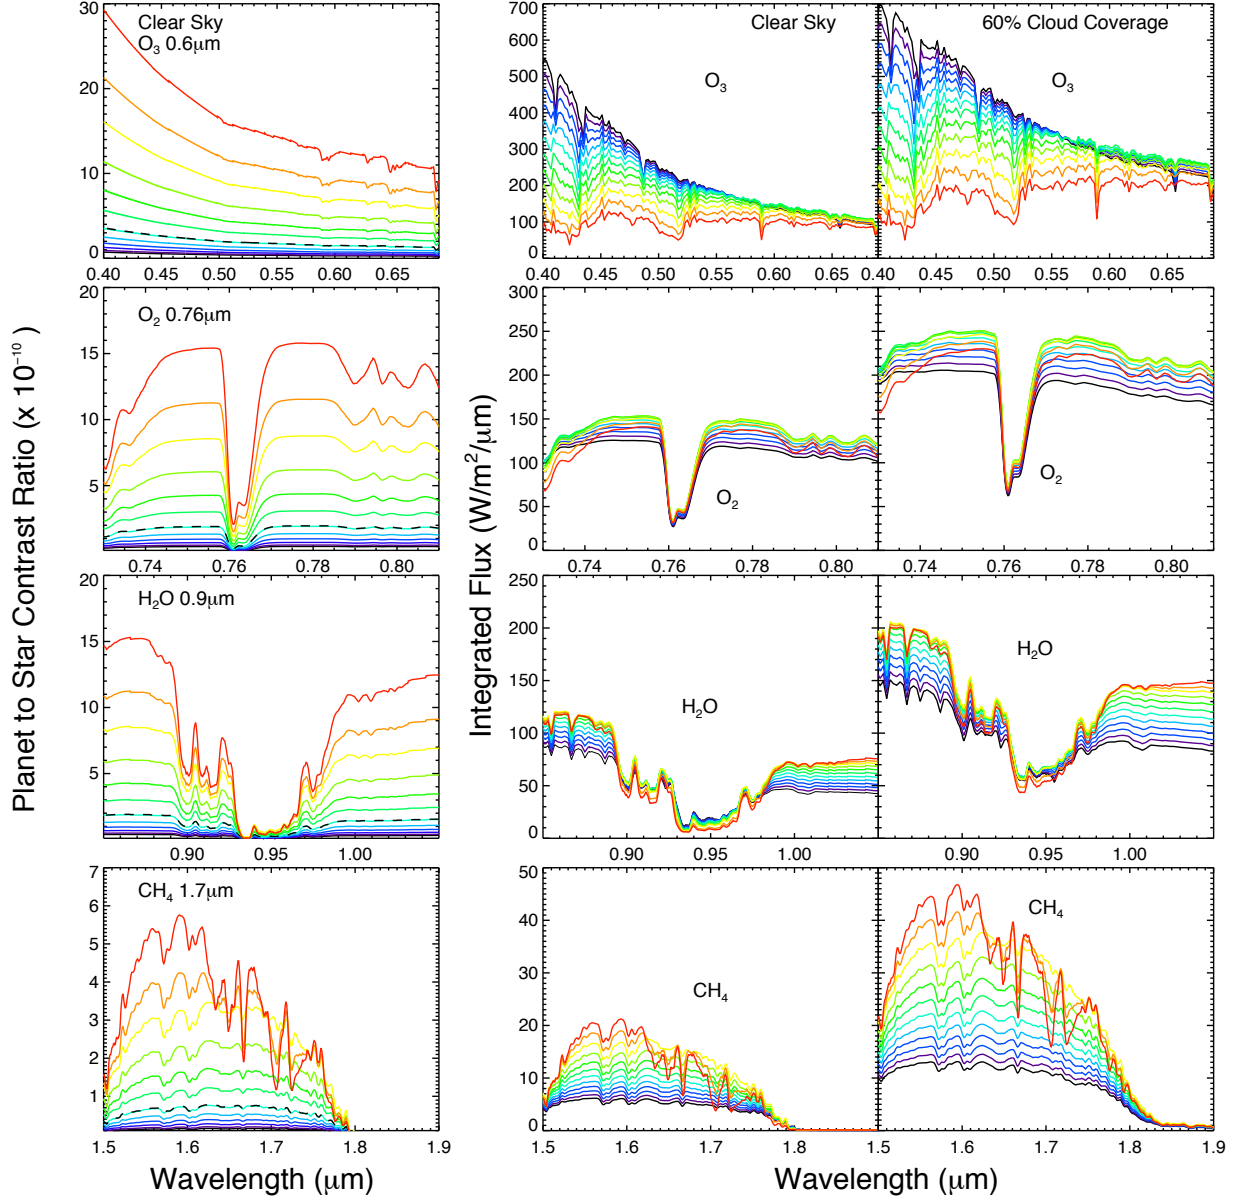 Clear Sky
O₃ 0.6μm
30
20
10
0
0.40 0.45 0.50 0.55 0.60 0.65
O₂ 0.76μm
20
15
10
5
0.74 0.76 0.78 0.80
H₂O 0.9μm
20
15
10
5
0.90 0.95 1.00
CH₄ 1.7μm
7
6
5
4
3
2
1
1.5 1.6 1.7 1.8 1.9
Wavelength (μm)
Planet to Star Contrast Ratio (x 10⁻¹⁰)
Integrated Flux (W/m²/μm)
Clear Sky
O₃
700
600
500
400
300
200
100
0
0.40 0.45 0.50 0.55 0.60 0.65
60% Cloud Coverage
O₃
0.40 0.45 0.50 0.55 0.60 0.65
300
250
200
150
100
50
0
O₂
0.74 0.76 0.78 0.80
O₂
0.74 0.76 0.78 0.80
250
200
150
100
50
0
H₂O
0.90 0.95 1.00
H₂O
0.90 0.95 1.00
50
40
30
20
10
0
CH₄
1.5 1.6 1.7 1.8
CH₄
1.5 1.6 1.7 1.8 1.9
Wavelength (μm)